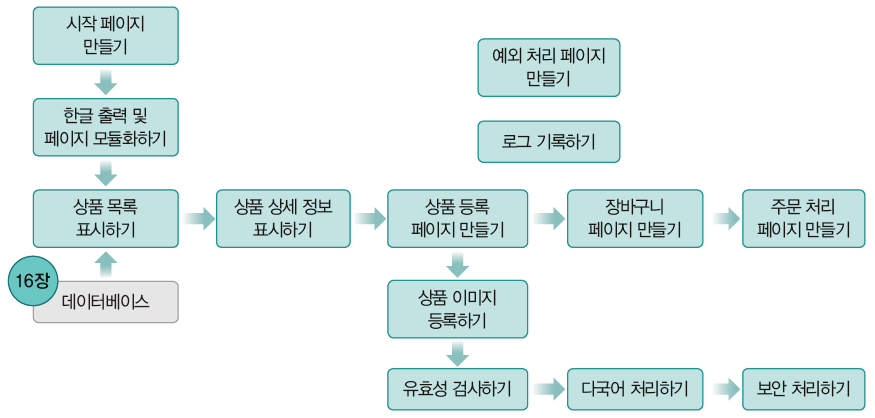 시작 페이지
만들기
예외 처리 페이지
만들기
한글 출력 및
페이지 모듈화하기
로그 기록하기
상품 목록
표시하기
상품 상세 정보
표시하기
상품 등록
페이지 만들기
장바구니
페이지 만들기
주문 처리
페이지 만들기
16장
데이터베이스
상품 이미지
등록하기
유효성 검사하기
다국어 처리하기
보안 처리하기